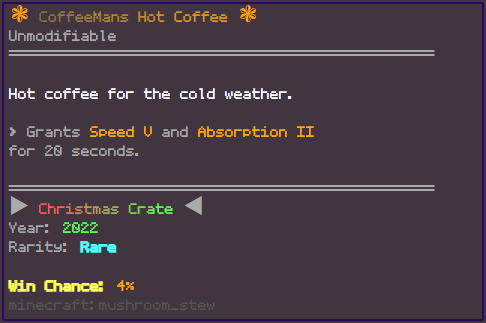 ❃ CoffeeMans Hot Coffee ❃
Unmodifiable
Hot coffee for the cold weather.
> Grants Speed V and Absorption II
for 20 seconds.
▶ Christmas Crate ◀
Year: 2022
Rarity: Rare
Win Chance: 4%
minecraft:mushroom_stew